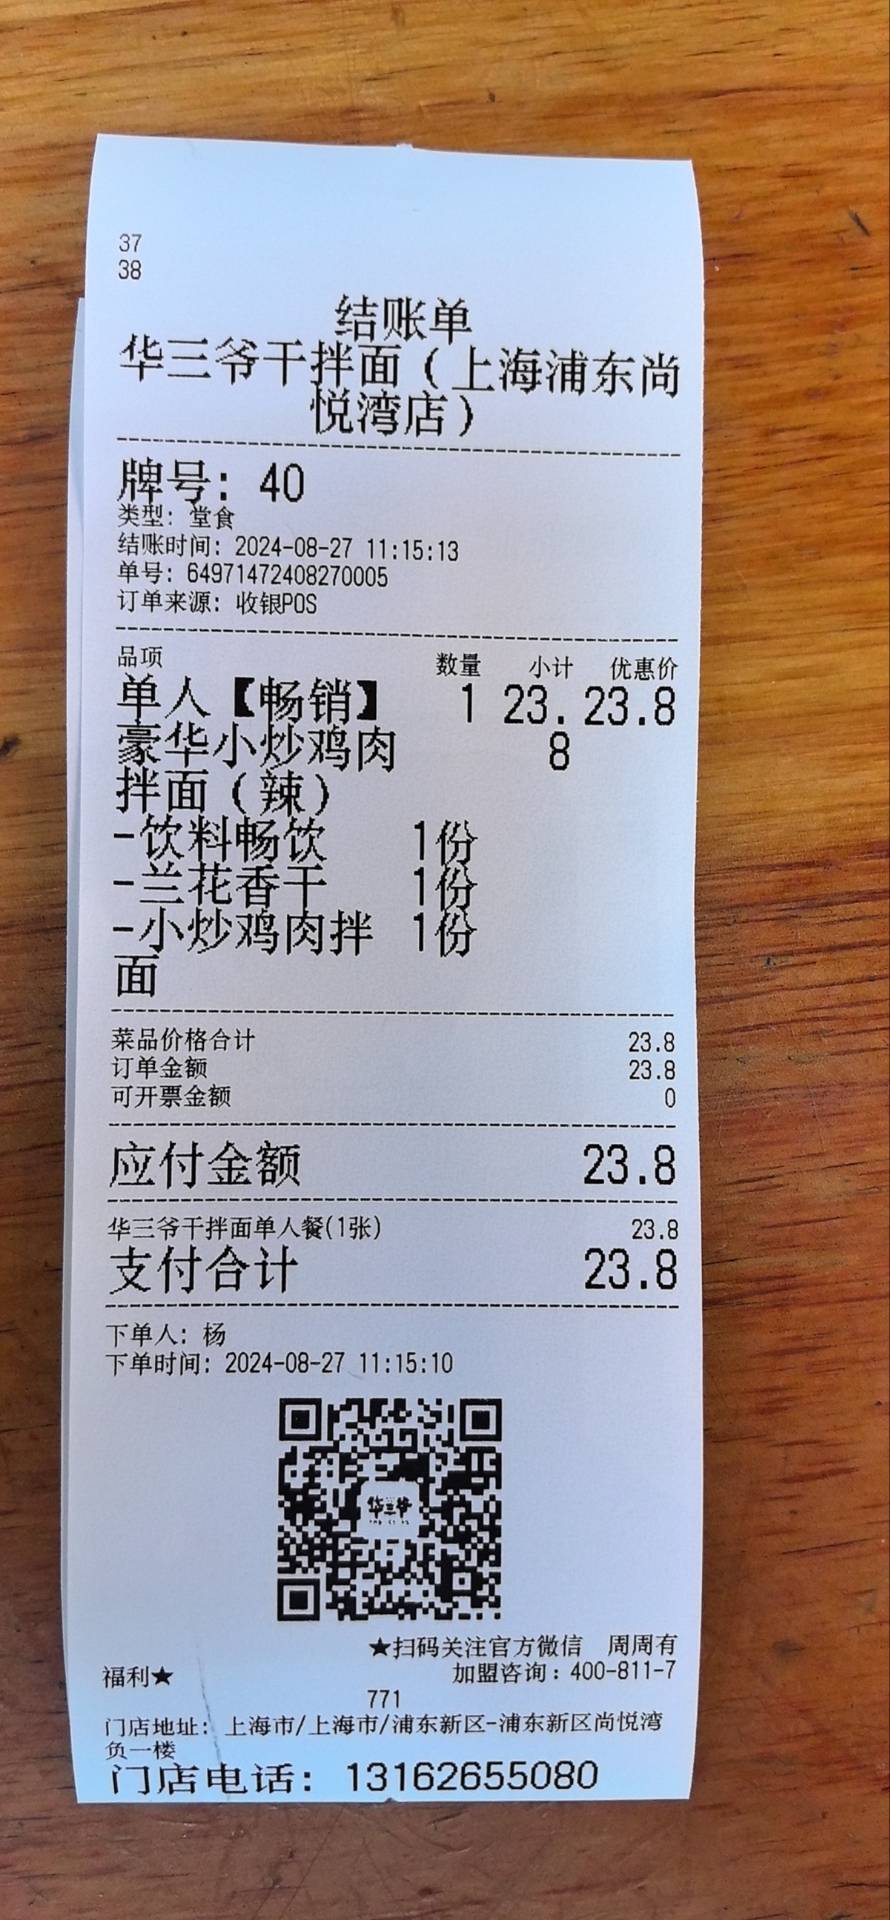 37
38
结账单
华三爷干拌面（上海浦东尚
悦湾店）
牌号: 40
类型: 堂食
结账时间: 2024-08-27 11:15:13
单号: 64971472408270005
订单来源: 收银POS
品项 数量 小计 优惠价
单人【畅销】 1 23. 23.8
豪华小炒鸡肉 8
拌面（辣）
-饮料畅饮 1份
-兰花香干 1份
-小炒鸡肉拌 1份
面
菜品价格合计 23.8
订单金额 23.8
可开票金额 0
应付金额 23.8
华三爷干拌面单人餐(1张) 23.8
支付合计 23.8
下单人: 杨
下单时间: 2024-08-27 11:15:10
华三爷
★扫码关注官方微信 周周有
福利★ 加盟咨询: 400-811-7
771
门店地址: 上海市/上海市/浦东新区-浦东新区尚悦湾
负一楼
门店电话: 13162655080